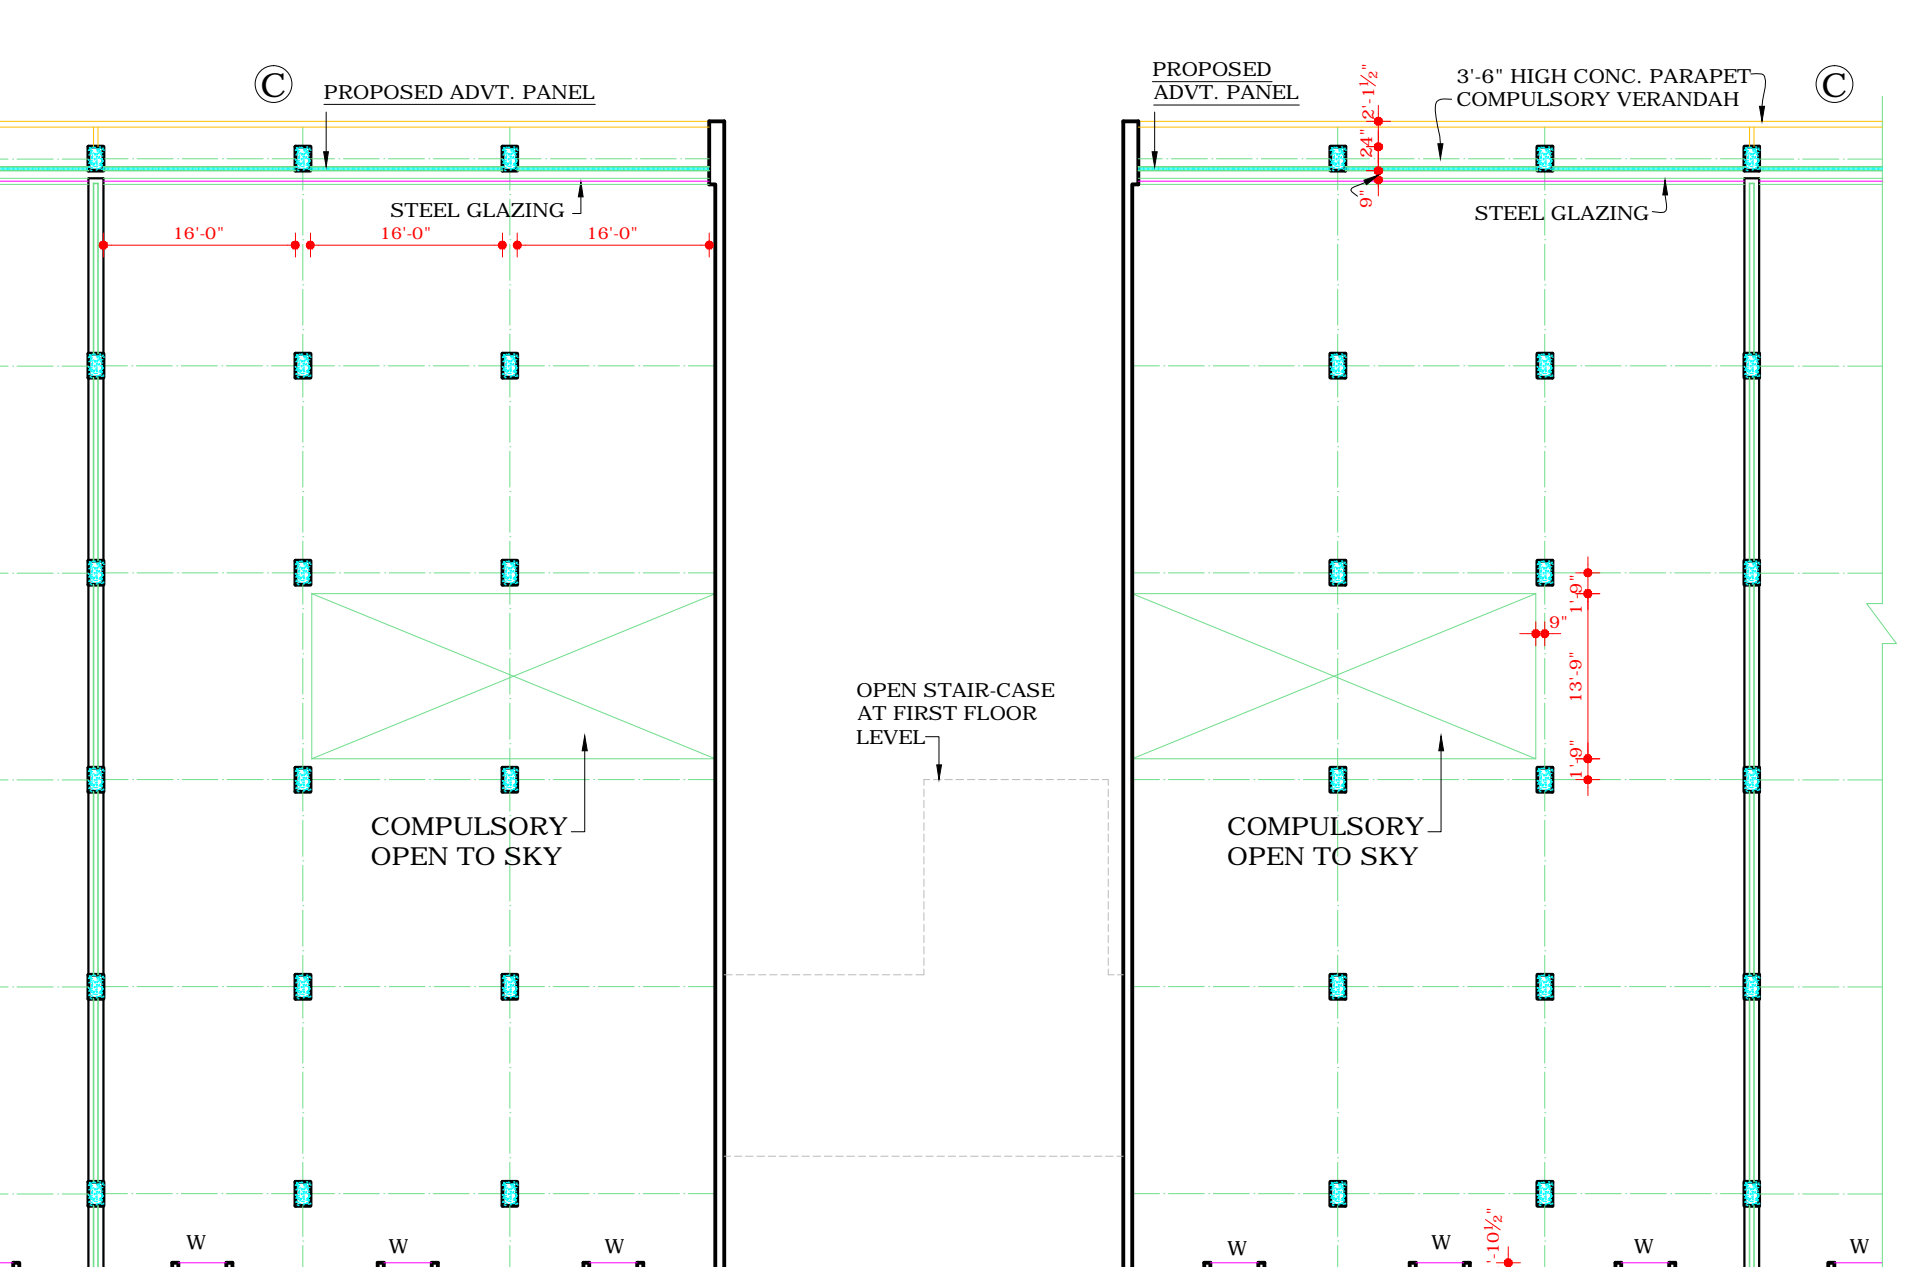 C
PROPOSED ADVT. PANEL
PROPOSED
ADVT. PANEL
2'-1½"
3'-6" HIGH CONC. PARAPET
COMPULSORY VERANDAH
C
24"
9"
STEEL GLAZING
STEEL GLAZING
16'-0"
16'-0"
16'-0"
1'-9"
9"
13'-9"
1'-9"
OPEN STAIR-CASE
AT FIRST FLOOR
LEVEL
COMPULSORY
OPEN TO SKY
COMPULSORY
OPEN TO SKY
'-10½"
W
W
W
W
W
W
W